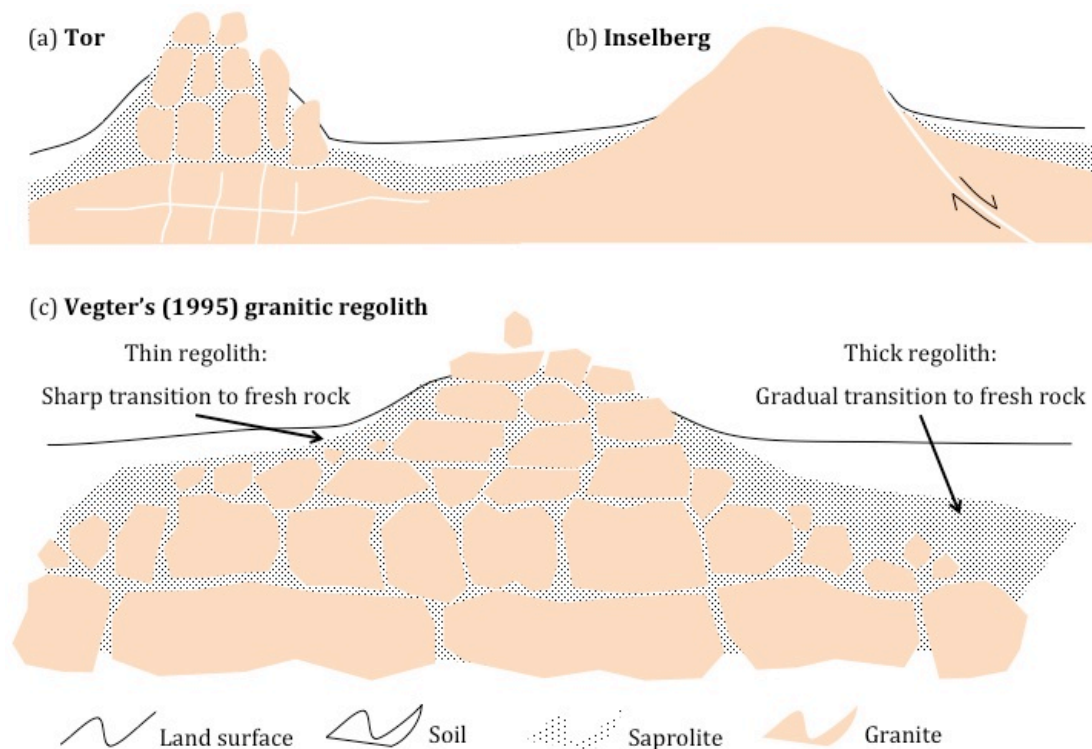 (a) Tor
(b) Inselberg
(c) Vegter's (1995) granitic regolith
Thin regolith:
Sharp transition to fresh rock
Thick regolith:
Gradual transition to fresh rock
Land surface
Soil
Saprolite
Granite